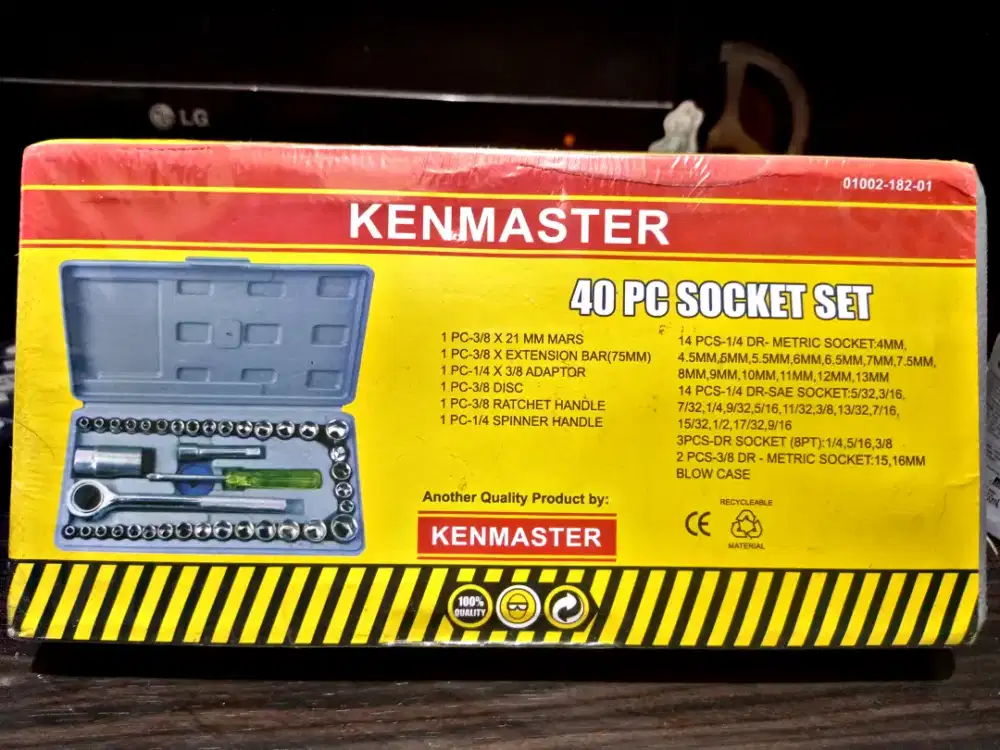 LG
01002-182-01
KENMASTER
40 PC SOCKET SET
1 PC-3/8 X 21 MM MARS
1 PC-3/8 X EXTENSION BAR(75MM)
1 PC-1/4 X 3/8 ADAPTOR
1 PC-3/8 DISC
1 PC-3/8 RATCHET HANDLE
1 PC-1/4 SPINNER HANDLE
14 PCS-1/4 DR- METRIC SOCKET:4MM,
4.5MM,5MM,5.5MM,6MM,6.5MM,7MM,7.5MM,
8MM,9MM,10MM,11MM,12MM,13MM
14 PCS-1/4 DR-SAE SOCKET:5/32,3/16,
7/32,1/4,9/32,5/16,11/32,3/8,13/32,7/16,
15/32,1/2,17/32,9/16
3PCS-DR SOCKET (8PT):1/4,5/16,3/8
2 PCS-3/8 DR - METRIC SOCKET:15,16MM
BLOW CASE
Another Quality Product by:
KENMASTER
CE
RECYCLEABLE
MATERIAL
100%
QUALITY